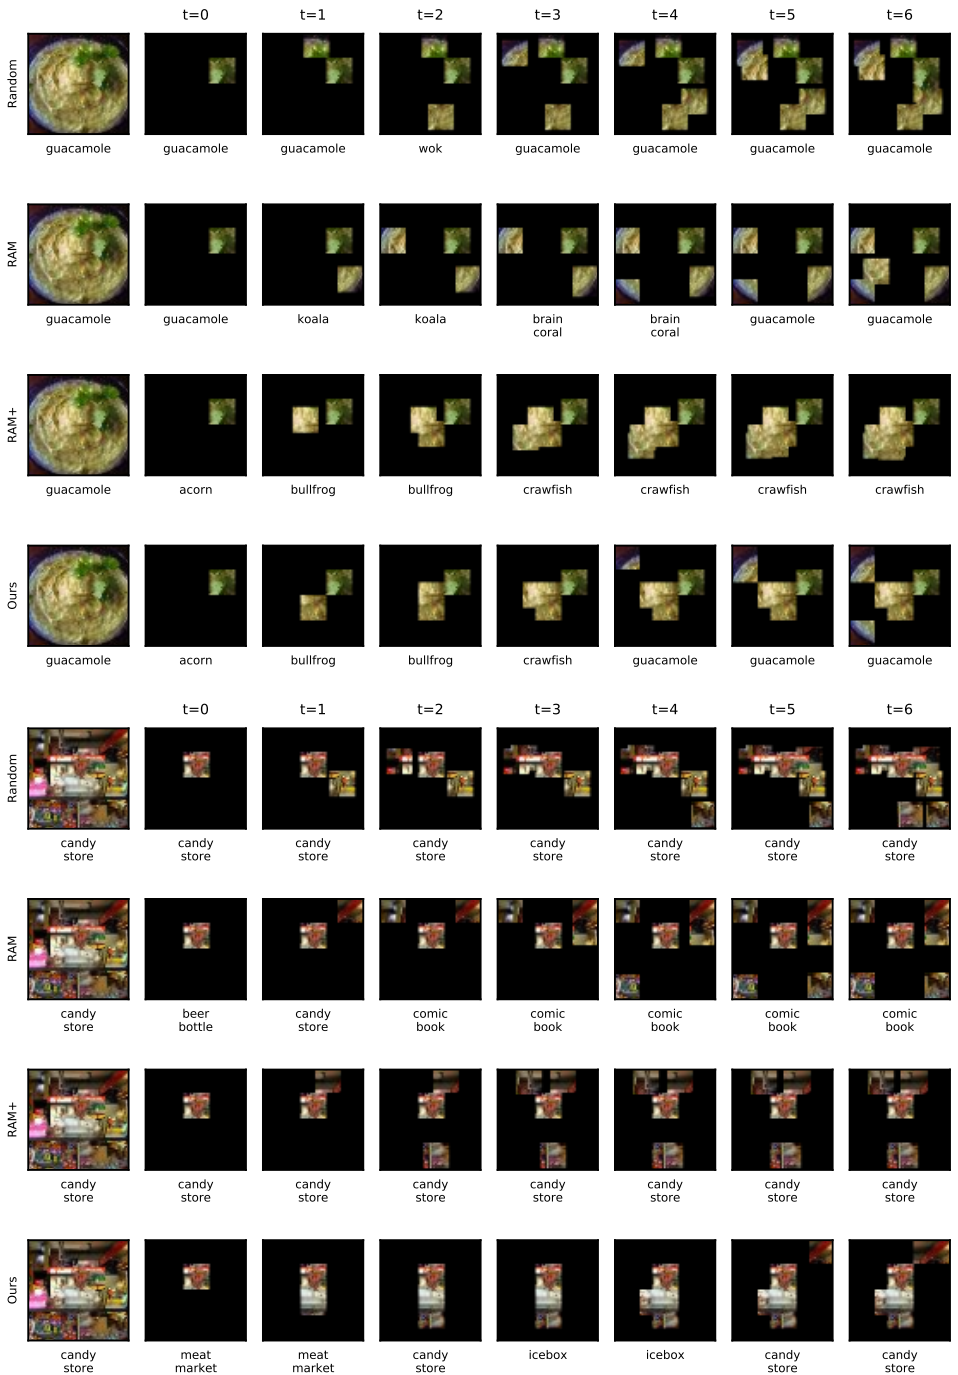 t=0 t=1 t=2 t=3 t=4 t=5 t=6
Random
guacamole guacamole guacamole wok guacamole guacamole guacamole guacamole
RAM
guacamole guacamole koala koala brain coral brain coral guacamole guacamole
RAM+
guacamole acorn bullfrog bullfrog crawfish crawfish crawfish crawfish
Ours
guacamole acorn bullfrog bullfrog crawfish guacamole guacamole guacamole
t=0 t=1 t=2 t=3 t=4 t=5 t=6
Random
candy store candy store candy store candy store candy store candy store candy store candy store
RAM
candy store beer bottle candy store comic book comic book comic book comic book comic book
RAM+
candy store candy store candy store candy store candy store candy store candy store candy store
Ours
candy store meat market meat market candy store icebox icebox candy store candy store